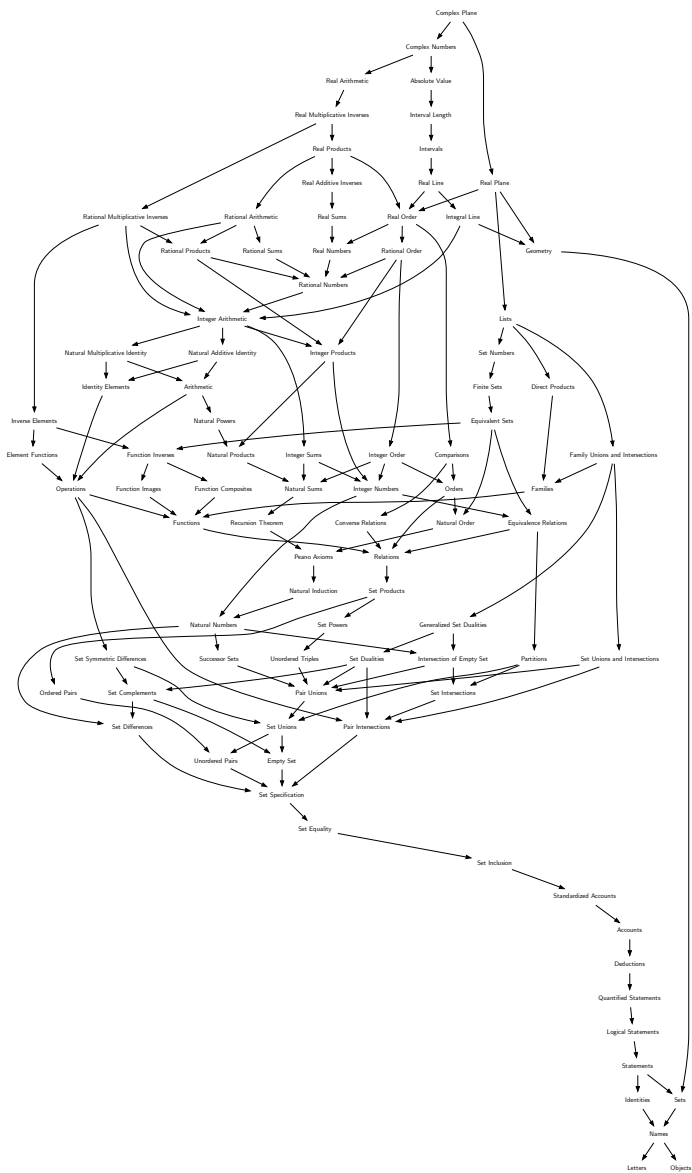 Complex Plane
Complex Numbers
Real Arithmetic
Absolute Value
Real Multiplicative Inverses
Interval Length
Real Products
Intervals
Real Additive Inverses
Real Line
Real Plane
Rational Multiplicative Inverses
Rational Arithmetic
Real Sums
Real Order
Integral Line
Rational Products
Rational Sums
Real Numbers
Rational Order
Geometry
Rational Numbers
Integer Arithmetic
Lists
Natural Multiplicative Identity
Natural Additive Identity
Integer Products
Set Numbers
Identity Elements
Arithmetic
Finite Sets
Direct Products
Inverse Elements
Natural Powers
Equivalent Sets
Element Functions
Function Inverses
Natural Products
Integer Sums
Integer Order
Comparisons
Family Unions and Intersections
Operations
Function Images
Function Composites
Natural Sums
Integer Numbers
Orders
Families
Functions
Recursion Theorem
Converse Relations
Natural Order
Equivalence Relations
Peano Axioms
Relations
Natural Induction
Set Products
Natural Numbers
Set Powers
Generalized Set Dualities
Set Symmetric Differences
Successor Sets
Unordered Triples
Set Dualities
Intersection of Empty Set
Partitions
Set Unions and Intersections
Ordered Pairs
Set Complements
Pair Unions
Set Intersections
Set Differences
Set Unions
Pair Intersections
Unordered Pairs
Empty Set
Set Specification
Set Equality
Set Inclusion
Standardized Accounts
Accounts
Deductions
Quantified Statements
Logical Statements
Statements
Identities
Sets
Names
Letters
Objects